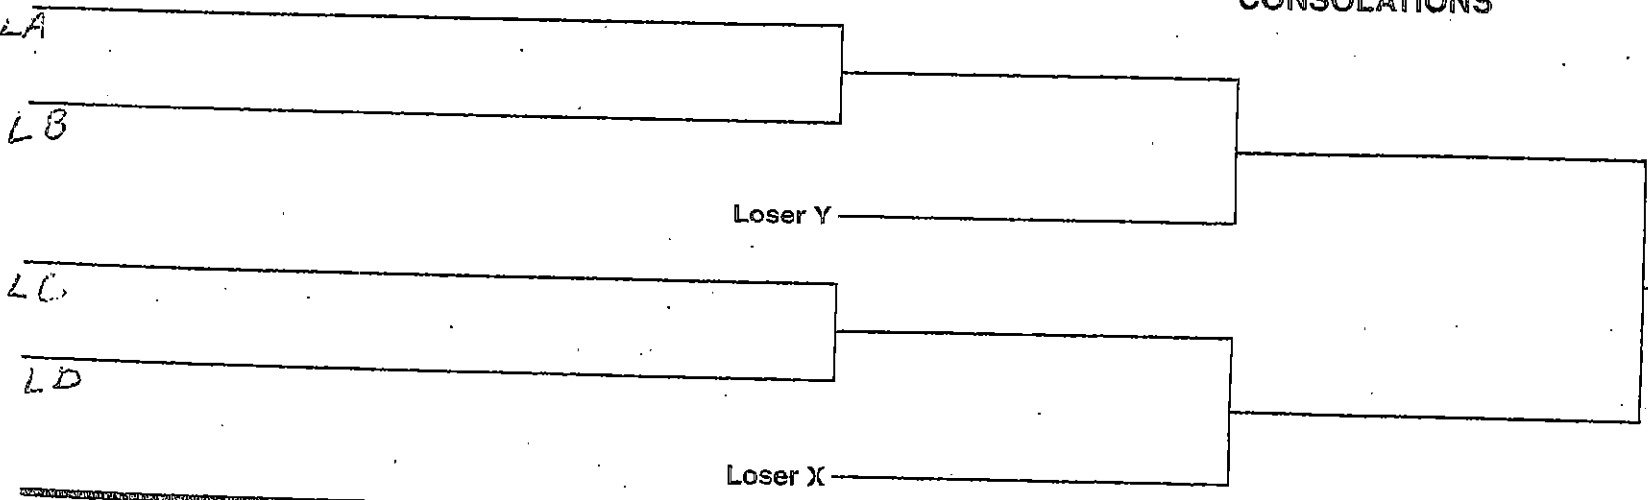 CONSOLATIONS
LA
LB
Loser Y
LC
LD
Loser X